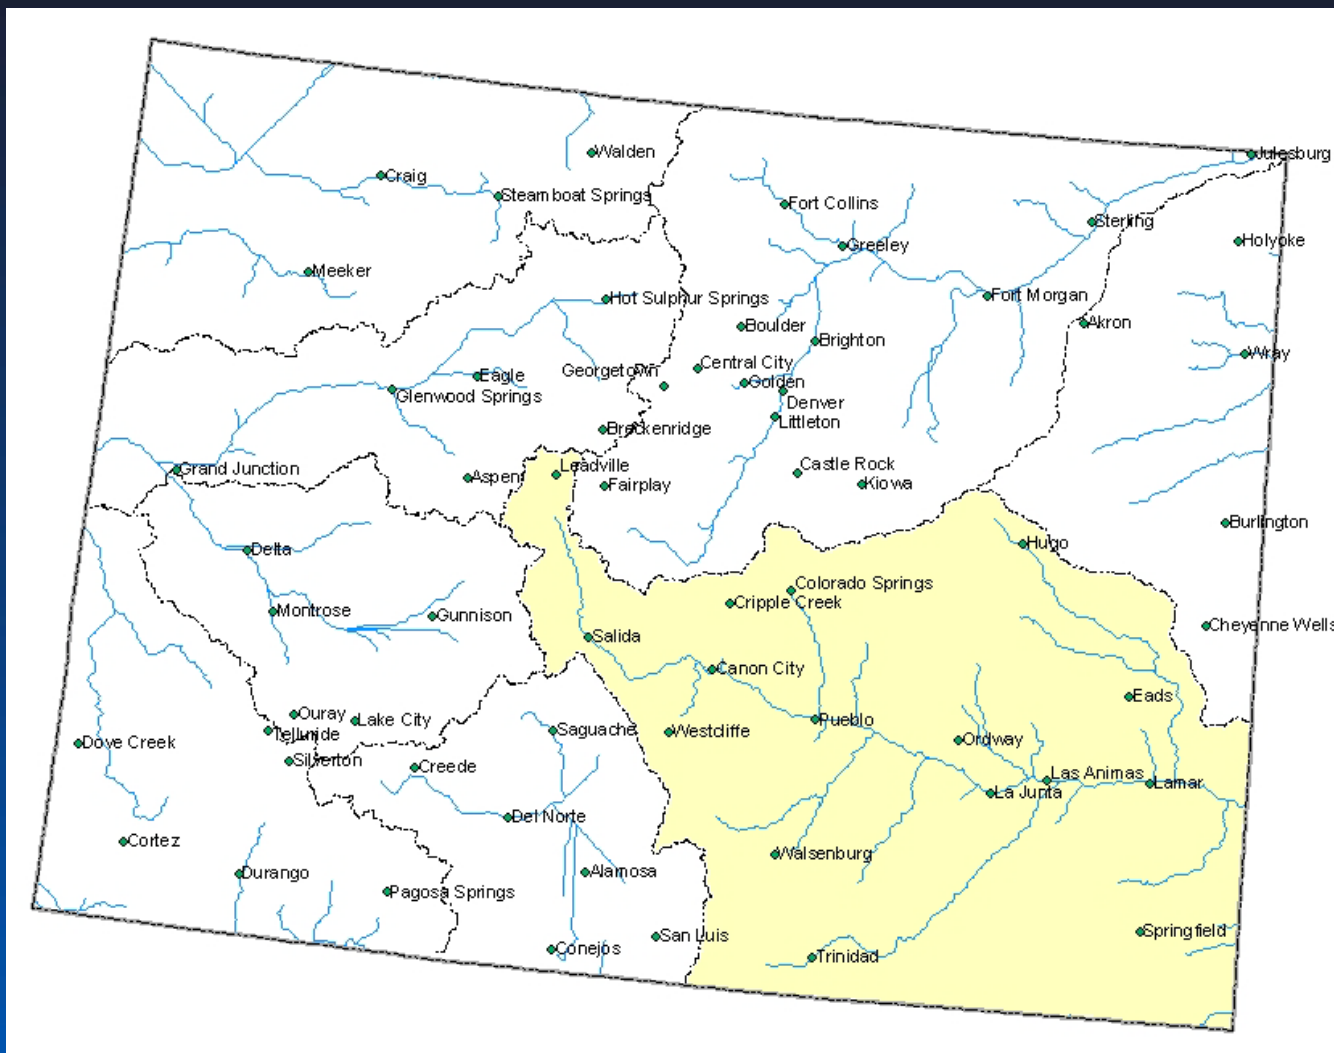 Julesburg
Walden
Craig
Steamboat Springs
Fort Collins
Sterling
Holyoke
Greeley
Meeker
Hot Sulphur Springs
Fort Morgan
Boulder
Akron
Brighton
Wray
Central City
Georgetown
Eagle
Golden
Glenwood Springs
Denver
Littleton
Breckenridge
Leadville
Castle Rock
Grand Junction
Aspen
Fairplay
Kiowa
Burlington
Hugo
Delta
Colorado Springs
Cripple Creek
Montrose
Gunnison
Cheyenne Wells
Salida
Canon City
Eads
Ouray
Lake City
Pueblo
Telluride
Saguache
Westcliffe
Ordway
Dove Creek
Silverton
Creede
Las Animas
Lamar
La Junta
Del Norte
Cortez
Walsenburg
Durango
Alamosa
Pagosa Springs
Springfield
San Luis
Conejos
Trinidad